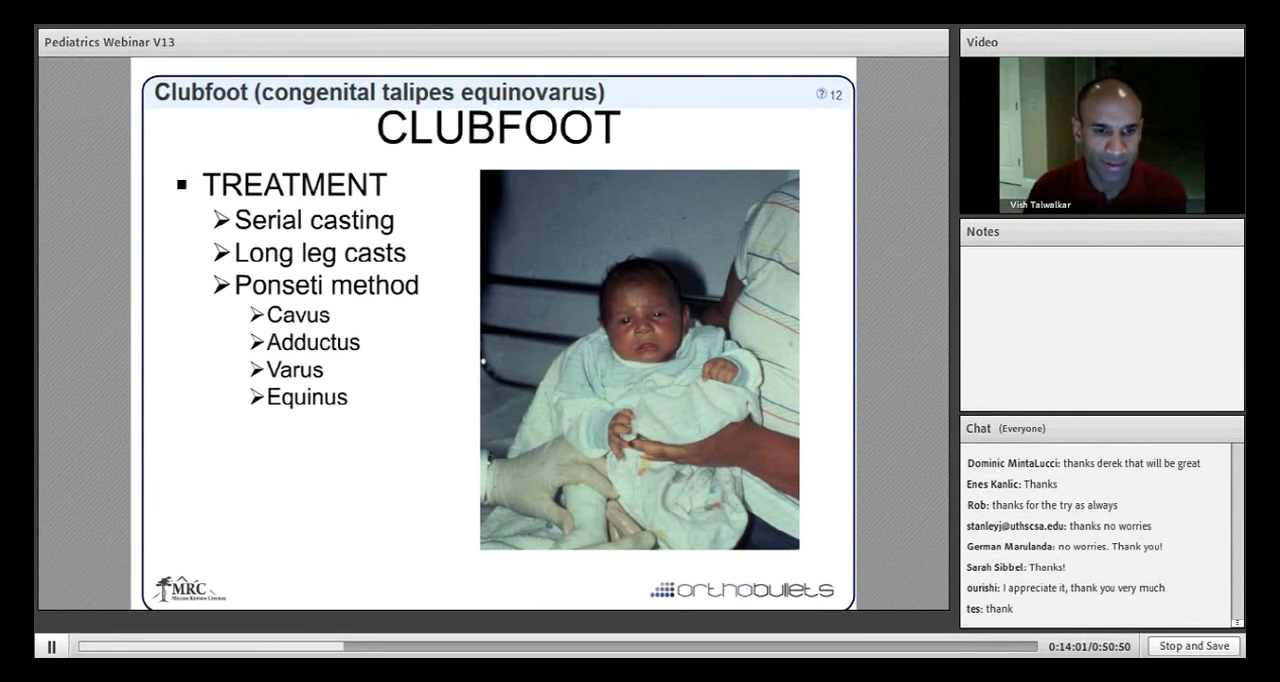 Pediatrics Webinar V13
Clubfoot (congenital talipes equinovarus)
? 12
CLUBFOOT
TREATMENT
Serial casting
Long leg casts
Ponseti method
Cavus
Adductus
Varus
Equinus
MRC
MILLER REVIEW COURSE
orthobullets
Video
Vish Talwalkar
Notes
Chat (Everyone)
Dominic MintaLucci: thanks derek that will be great
Enes Kanlic: Thanks
Rob: thanks for the try as always
stanleyj@uthscsa.edu: thanks no worries
German Marulanda: no worries. Thank you!
Sarah Sibbel: Thanks!
ourishi: I appreciate it, thank you very much
tes: thank
0:14:01/0:50:50
Stop and Save